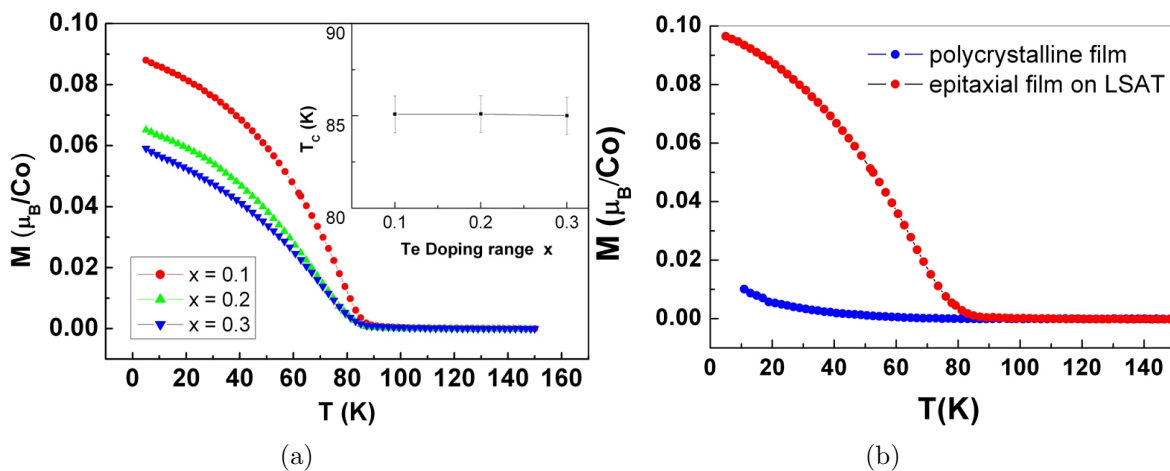 0.10
0.08
0.06
0.04
0.02
0.00
M (μB/Co)
0 20 40 60 80 100 120 140 160
T (K)
x = 0.1
x = 0.2
x = 0.3
90
85
80
TC (K)
0.1 0.2 0.3
Te Doping range x
(a)
0.10
0.08
0.06
0.04
0.02
0.00
M (μB/Co)
0 20 40 60 80 100 120 140
T(K)
polycrystalline film
epitaxial film on LSAT
(b)